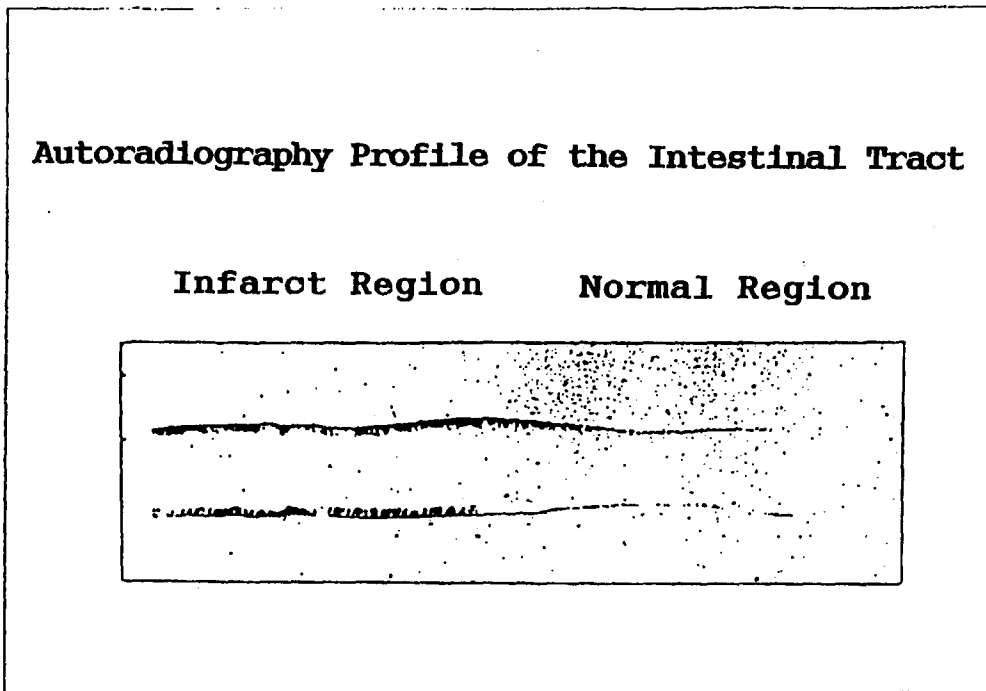 Autoradiography Profile of the Intestinal Tract
Infarct Region Normal Region